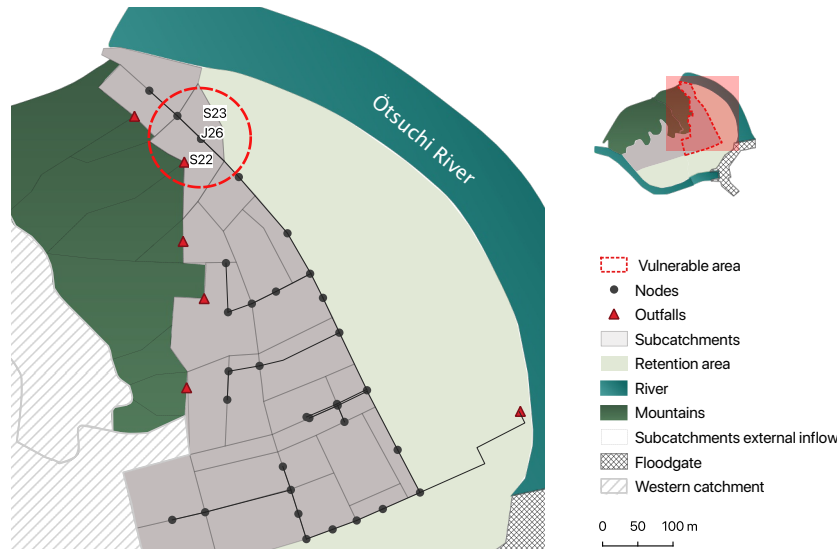 S23
J26
S22
Ötsuchi River
Vulnerable area
Nodes
Outfalls
Subcatchments
Retention area
River
Mountains
Subcatchments external inflow
Floodgate
Western catchment
0 50 100 m